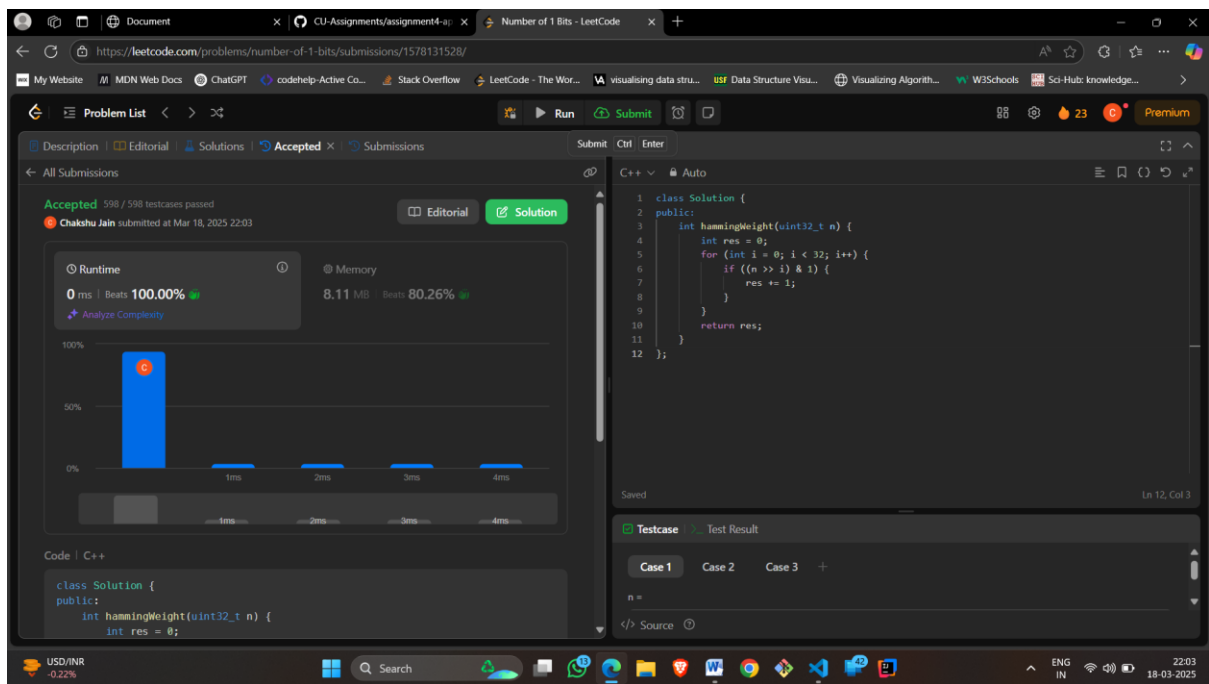 Document
CU-Assignments/assignment4-ap
Number of 1 Bits - LeetCode
https://leetcode.com/problems/number-of-1-bits/submissions/1578131528/
My Website
MDN Web Docs
ChatGPT
codehelp-Active Co...
Stack Overflow
LeetCode - The Wor...
visualising data stru...
USF Data Structure Visu...
Visualizing Algorith...
W3Schools
Sci-Hub: knowledge...
Problem List
Run
Submit
23
C
Premium
Description
Editorial
Solutions
Accepted
Submissions
Submit Ctrl Enter
All Submissions
C++
Auto
Accepted 598 / 598 testcases passed
C Chakshu Jain submitted at Mar 18, 2025 22:03
Editorial
Solution
Runtime
0 ms | Beats 100.00%
Analyze Complexity
Memory
8.11 MB | Beats 80.26%
100%
C
50%
0%
1ms 2ms 3ms 4ms
1ms 2ms 3ms 4ms
Code | C++
class Solution {
public:
int hammingWeight(uint32_t n) {
int res = 0;
1 class Solution {
2 public:
3 int hammingWeight(uint32_t n) {
4 int res = 0;
5 for (int i = 0; i < 32; i++) {
6 if ((n >> i) & 1) {
7 res += 1;
8 }
9 }
10 return res;
11 }
12 };
Saved
Ln 12, Col 3
Testcase
Test Result
Case 1 Case 2 Case 3 +
n =
</> Source
USD/INR
-0.22%
Search
13
42
ENG
IN
22:03
18-03-2025